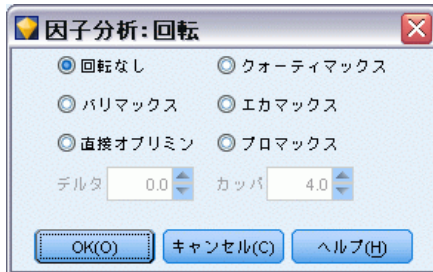 因子分析:回転
回転なし クォーティマックス
バリマックス エカマックス
直接オブリミン プロマックス
デルタ 0.0 カッパ 4.0
OK(O) キャンセル(C) ヘルプ(H)